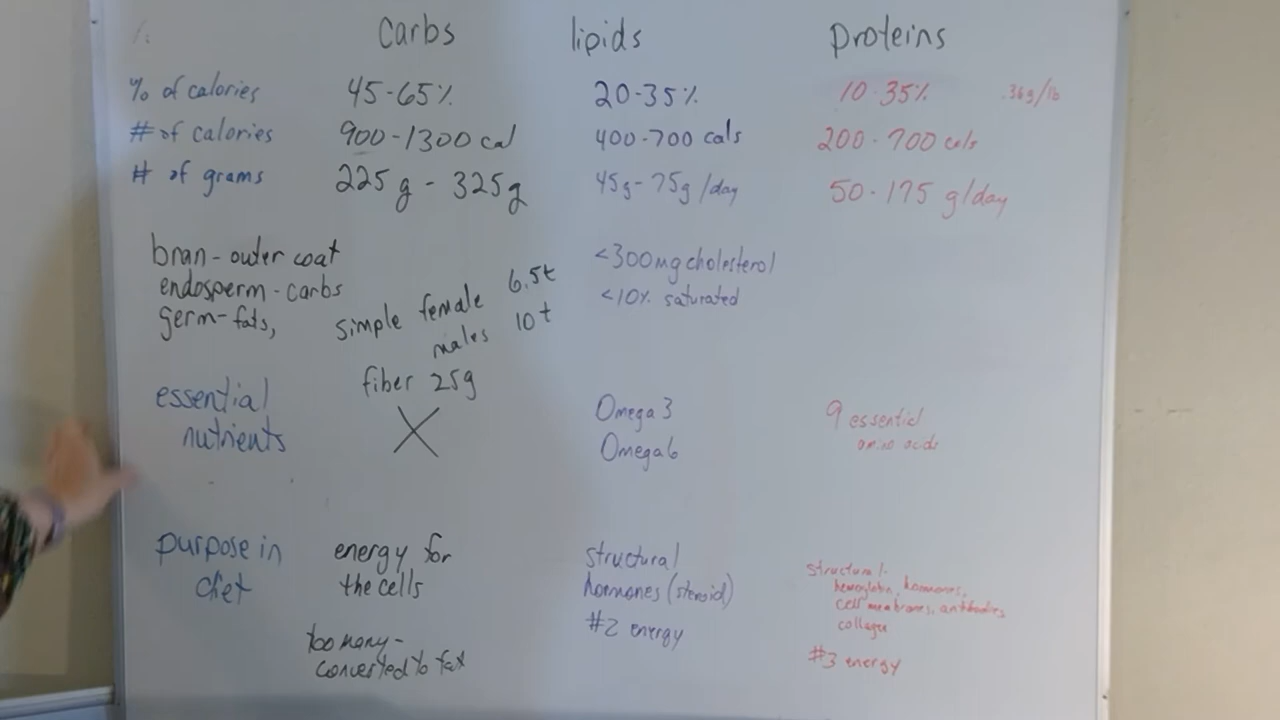 carbs lipids proteins
% of calories 45-65% 20-35% 10-35% .36g/lb
# of calories 900-1300 cal 400-700 cals 200-700 cals
# of grams 225g - 325g 45g-75g/day 50-175 g/day
bran-outer coat
endosperm-carbs
germ-fats,
simple female 6.5t
males 10t
fiber 25g
<300mg cholesterol
<10% saturated
essential
nutrients
X
Omega 3
Omega 6
9 essential
amino acids
purpose in
diet
energy for
the cells
too many-
converted to fat
structural
hormones (steroid)
#2 energy
structural-
hemoglobin, hormones,
cell membranes, antibodies
collagen
#3 energy